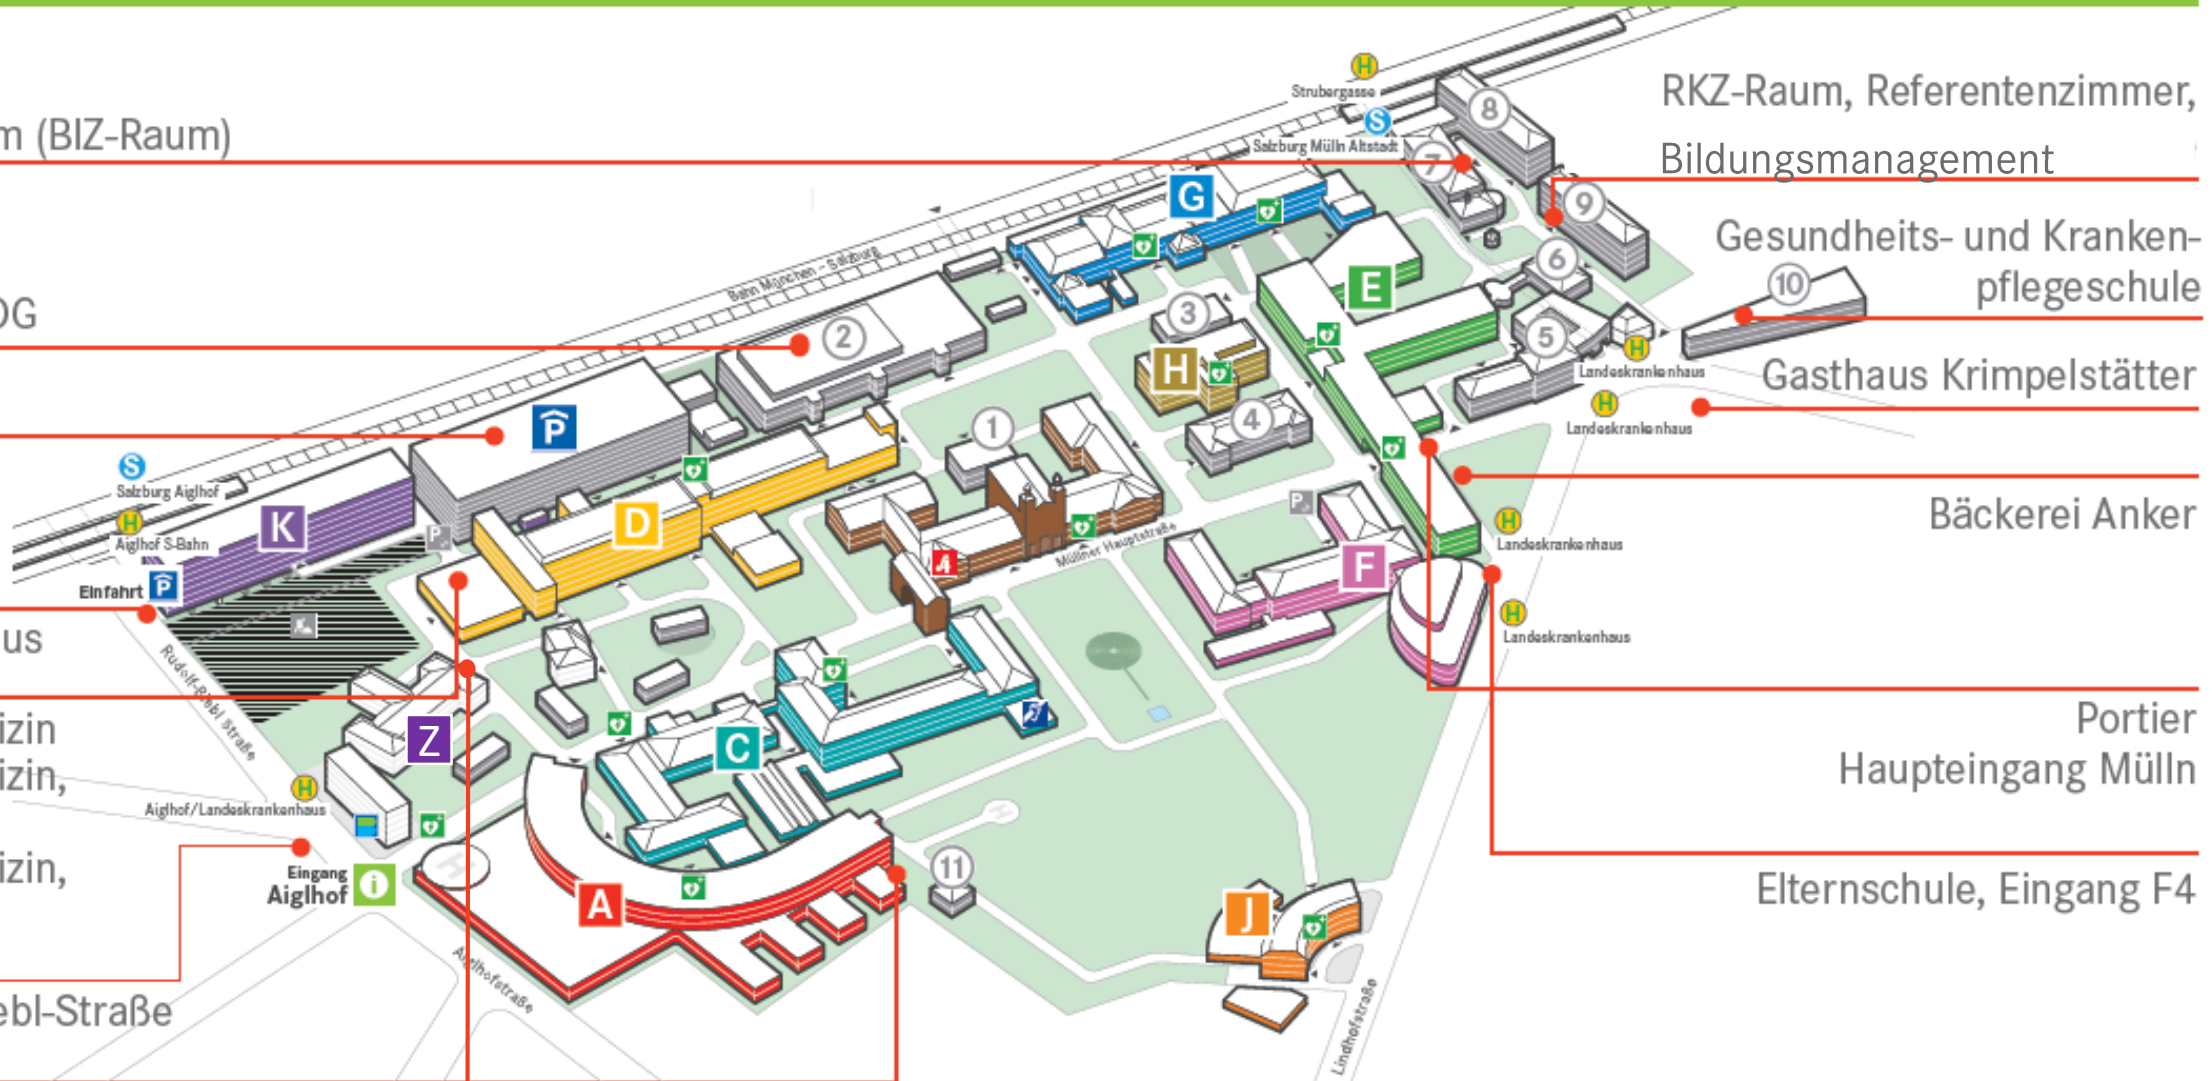 m (BIZ-Raum)
DG
us
izin
izin,
izin,
ebl-Straße
RKZ-Raum, Referentenzimmer,
Bildungsmanagement
Gesundheits- und Kranken-
pflegeschule
Gasthaus Krimpelstätter
Bäckerei Anker
Portier
Haupteingang Mülln
Elternschule, Eingang F4
H
Strubergasse
S
Salzburg Mülln Altstadt
8
7
9
G
6
10
E
5
Bahn München - Salzburg
3
2
H
4
1
H
Landeskrankenhaus
H
Landeskrankenhaus
P
S
Salzburg Aiglhof
H
Aiglhof S-Bahn
K
P
D
P
Müllner Hauptstraße
H
Landeskrankenhaus
F
Einfahrt P
H
Landeskrankenhaus
Rudolf-Biebl Straße
Z
C
H
Aiglhof/Landeskrankenhaus
H
H
Eingang
Aiglhof
i
A
11
J
Aiglhofstraße
Lindhofstraße